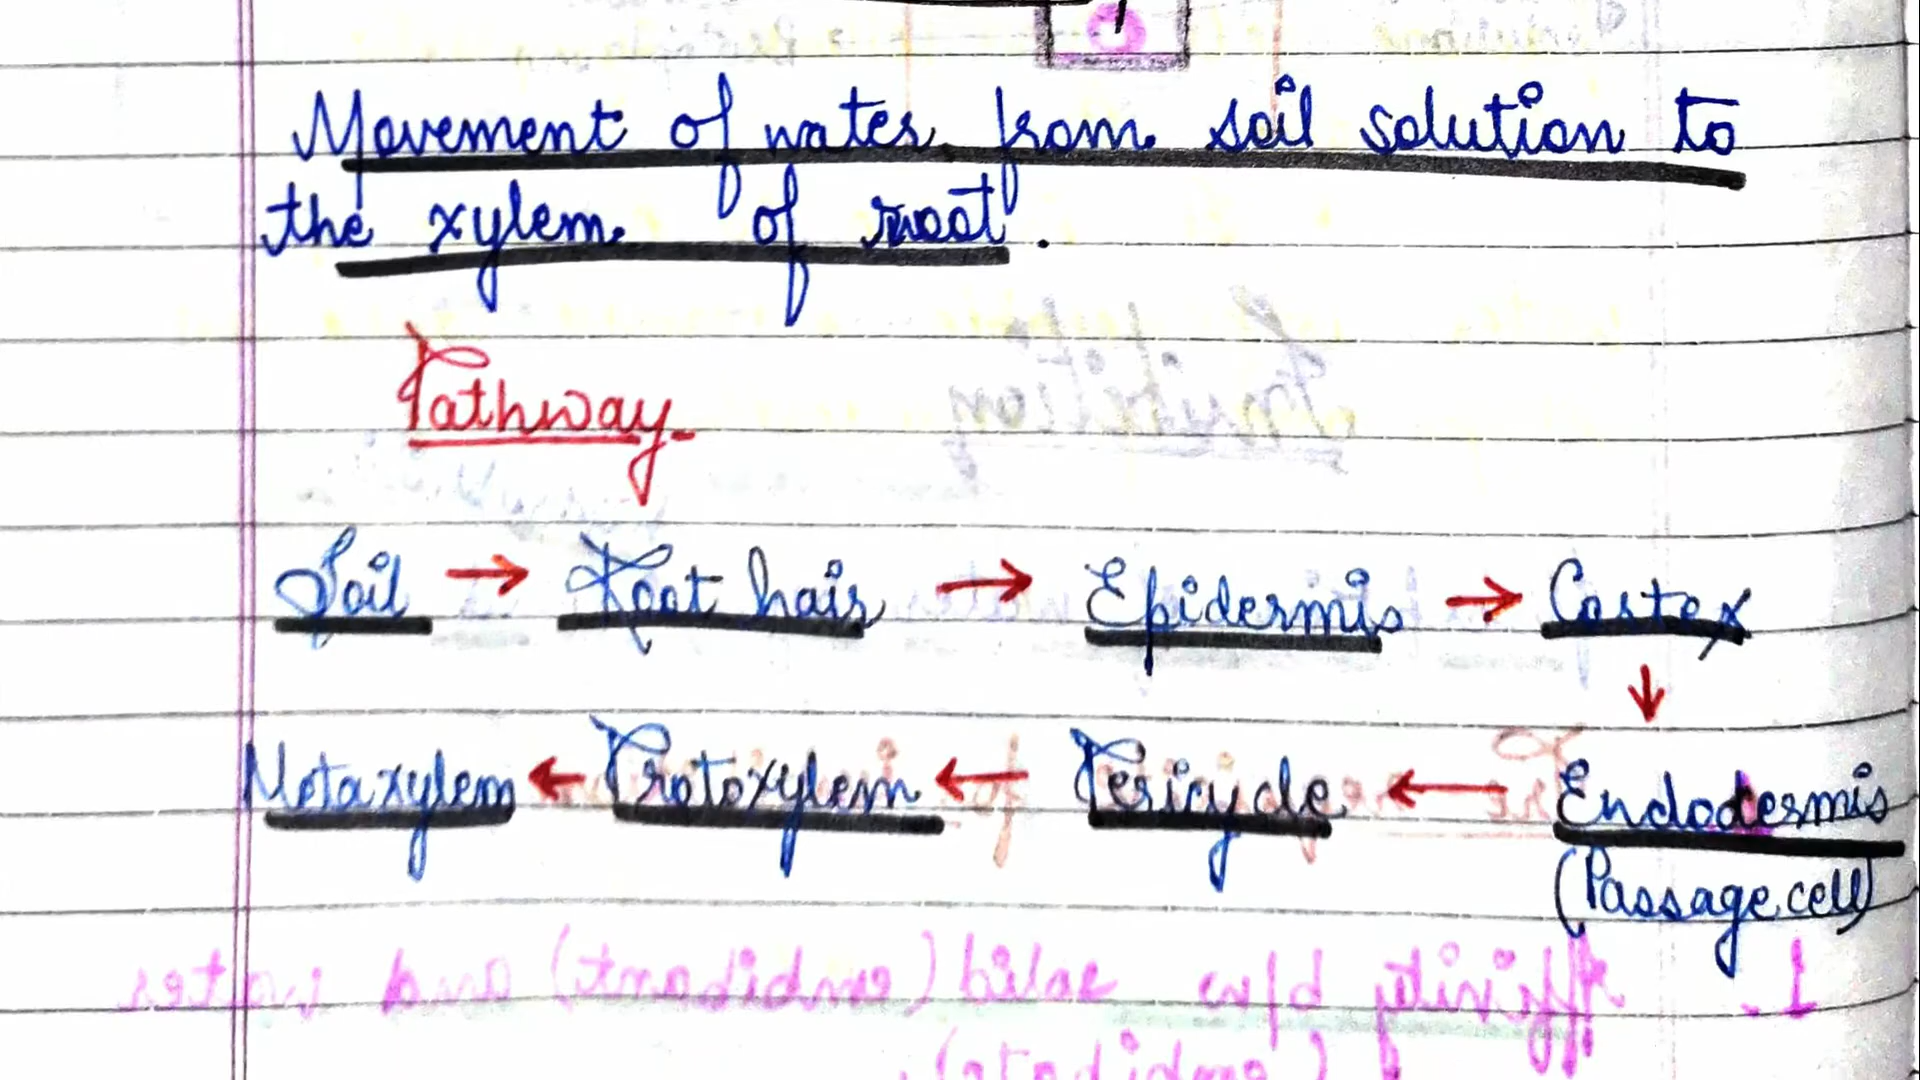 Movement of water from soil solution to
the xylem of root.
Pathway-
Soil → Root hair → Epidermis → Cortex
↓
Metaxylem ← Protoxylem ← Pericycle ← Endodermis
(Passage cell)